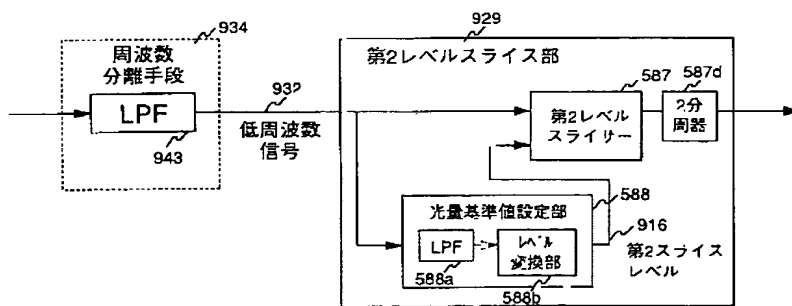 934
周波数
分離手段
LPF
943
932
低周波数
信号
929
第2レベルスライス部
587
第2レベル
スライサー
587d
2分
周器
588
光量基準値設定部
LPF
588a
レベル
変換部
588b
916
第2スライス
レベル